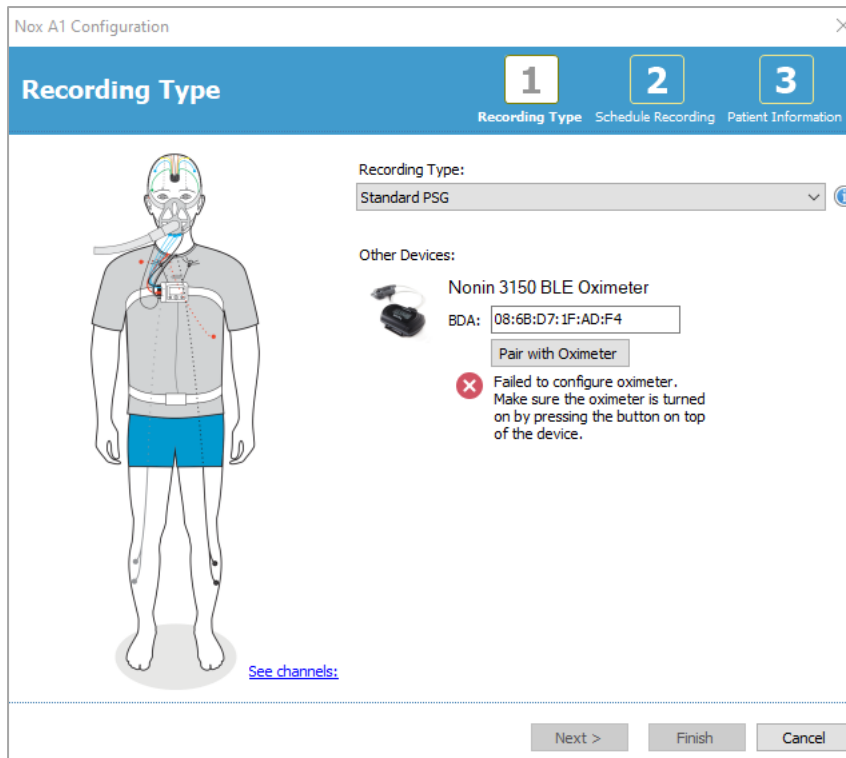 Nox A1 Configuration
Recording Type
1
Recording Type
2
Schedule Recording
3
Patient Information
Recording Type:
Standard PSG
Other Devices:
Nonin 3150 BLE Oximeter
BDA: 08:6B:D7:1F:AD:F4
Pair with Oximeter
Failed to configure oximeter.
Make sure the oximeter is turned
on by pressing the button on top
of the device.
See channels:
Next >
Finish
Cancel